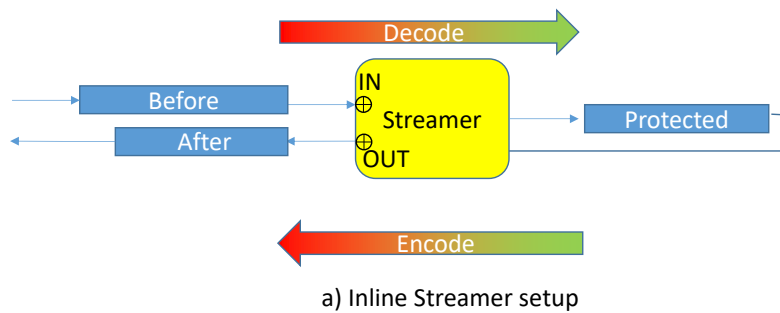 Decode
IN
Before
Streamer
Protected
After
OUT
Encode
a) Inline Streamer setup